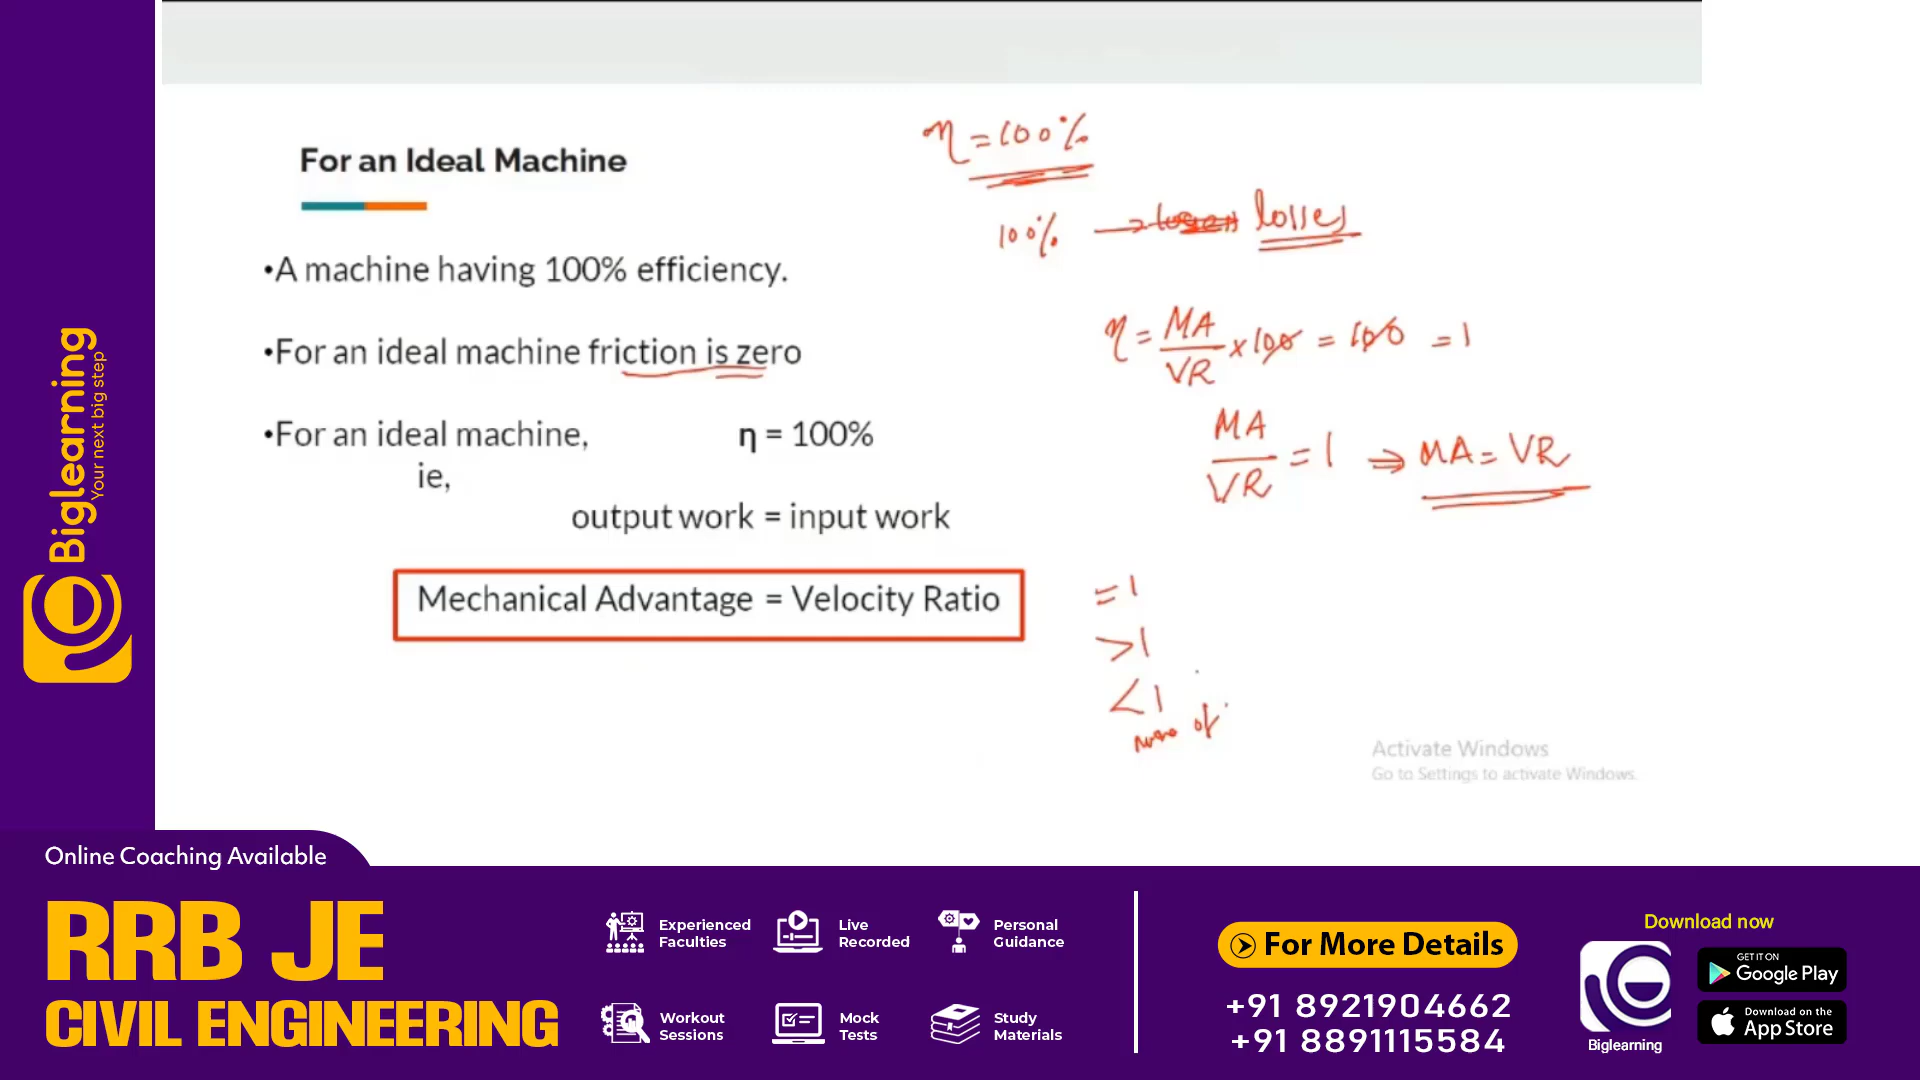 Biglearning
Your next big step
For an Ideal Machine
•A machine having 100% efficiency.
•For an ideal machine friction is zero
•For an ideal machine, η = 100%
ie,
output work = input work
Mechanical Advantage = Velocity Ratio
η = 100%
100% → losses
η = MA/VR × 100 = 100 = 1
MA/VR = 1 ⇒ MA = VR
= 1
> 1
< 1
none of
Activate Windows
Go to Settings to activate Windows.
Online Coaching Available
RRB JE
CIVIL ENGINEERING
Experienced
Faculties
Live
Recorded
Personal
Guidance
Workout
Sessions
Mock
Tests
Study
Materials
For More Details
+91 8921904662
+91 8891115584
Download now
Biglearning
GET IT ON
Google Play
Download on the
App Store